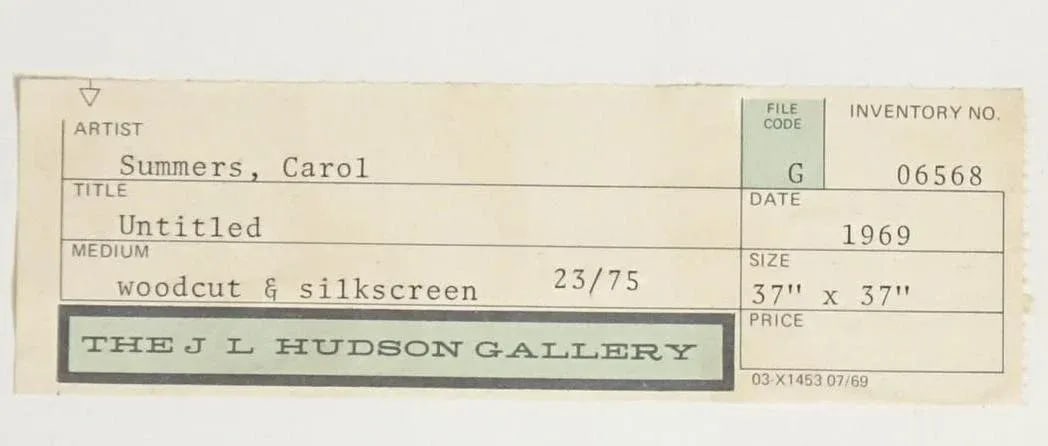 ARTIST
Summers, Carol
FILE
CODE
G
INVENTORY NO.
06568
TITLE
Untitled
DATE
1969
MEDIUM
woodcut & silkscreen 23/75
SIZE
37" x 37"
THE J L HUDSON GALLERY
PRICE
03-X1453 07/69